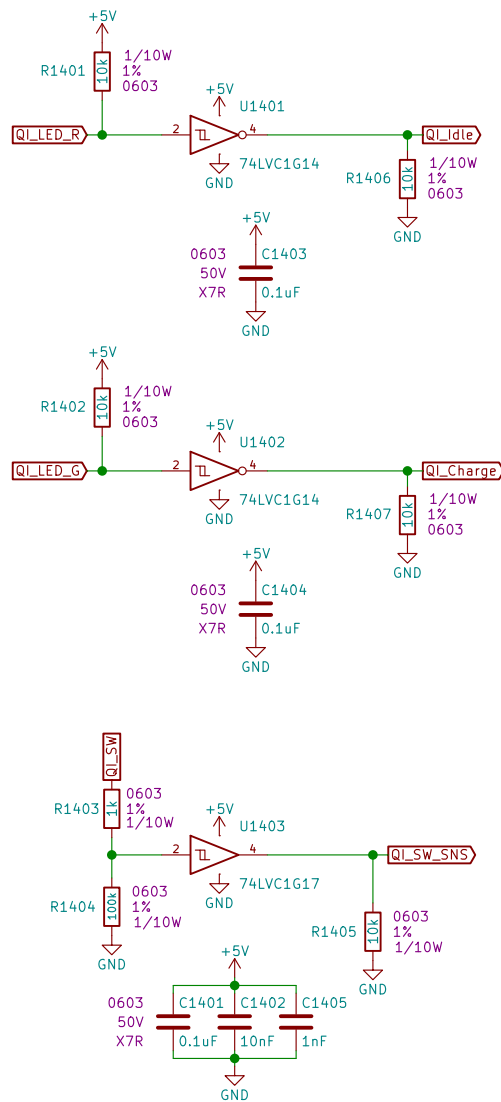 +5V
R1401
10k
1/10W
1%
0603
+5V
U1401
QI_LED_R
2
4
74LVC1G14
GND
QI_Idle
R1406
10k
1/10W
1%
0603
GND
+5V
0603
50V
X7R
C1403
0.1uF
GND
+5V
R1402
10k
1/10W
1%
0603
+5V
U1402
QI_LED_G
2
4
74LVC1G14
GND
QI_Charge
R1407
10k
1/10W
1%
0603
GND
+5V
0603
50V
X7R
C1404
0.1uF
GND
QI_SW
R1403
1k
0603
1%
1/10W
+5V
U1403
2
4
74LVC1G17
GND
QI_SW_SNS
R1404
100k
0603
1%
1/10W
GND
R1405
10k
0603
1%
1/10W
GND
+5V
0603
50V
X7R
C1401
0.1uF
C1402
10nF
C1405
1nF
GND